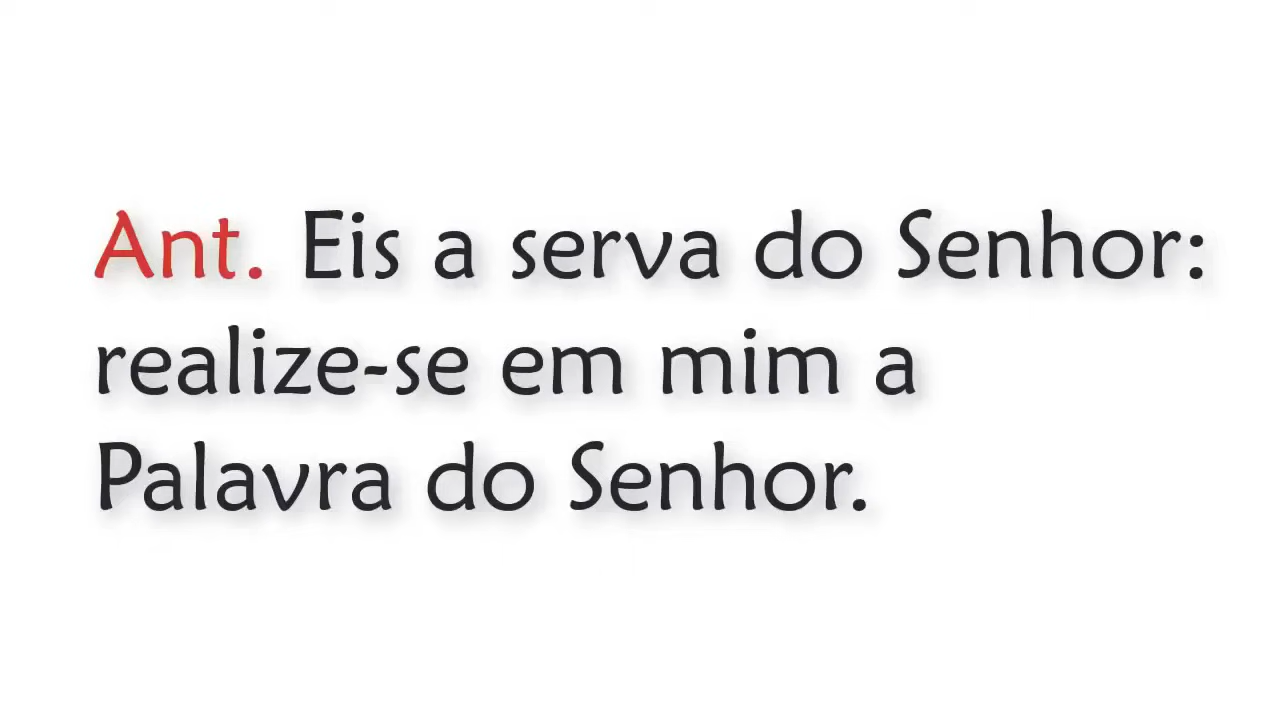 Ant. Eis a serva do Senhor:
realize-se em mim a
Palavra do Senhor.